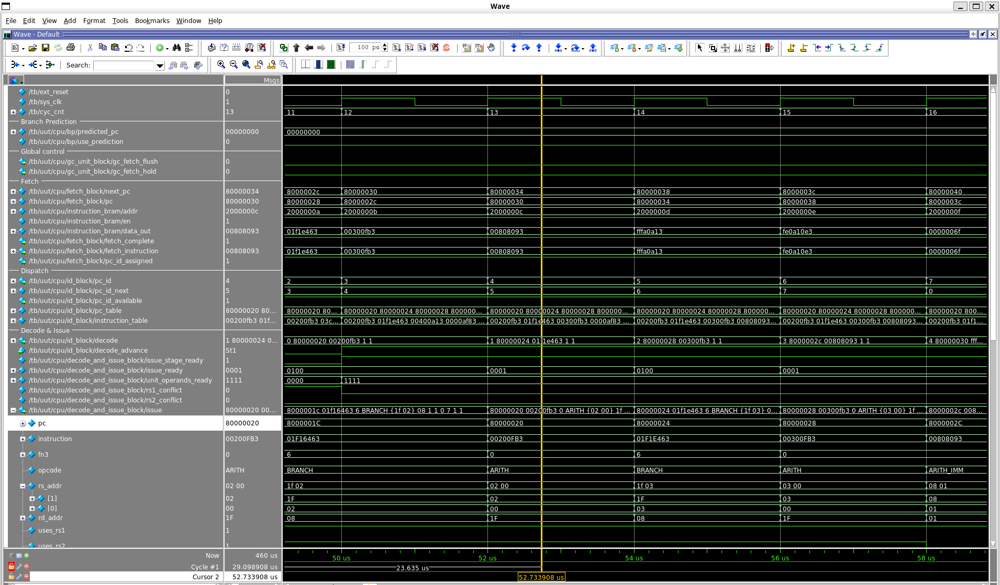 Wave
File Edit View Add Format Tools Bookmarks Window Help
Wave - Default
100 ps
Search:
Msgs
/tb/ext_reset 0
/tb/sys_clk 1
/tb/cyc_cnt 13 11 12 13 14 15 16
Branch Prediction
/tb/uut/cpu/bp/predicted_pc 00000000 00000000
/tb/uut/cpu/bp/use_prediction 0
Global control
/tb/uut/cpu/gc_unit_block/gc_fetch_flush 0
/tb/uut/cpu/gc_unit_block/gc_fetch_hold 0
Fetch
/tb/uut/cpu/fetch_block/next_pc 80000034 8000002c 80000030 80000034 80000038 8000003c 80000040
/tb/uut/cpu/fetch_block/pc 80000030 80000028 8000002c 80000030 80000034 80000038 8000003c
/tb/uut/cpu/instruction_bram/addr 2000000c 2000000a 2000000b 2000000c 2000000d 2000000e 2000000f
/tb/uut/cpu/instruction_bram/en 1
/tb/uut/cpu/instruction_bram/data_out 00808093 01f1e463 00300fb3 00808093 fffa0a13 fe0a10e3 0000006f
/tb/uut/cpu/fetch_block/fetch_complete 1
/tb/uut/cpu/fetch_block/fetch_instruction 00808093 01f1e463 00300fb3 00808093 fffa0a13 fe0a10e3 0000006f
/tb/uut/cpu/fetch_block/pc_id_assigned 1
Dispatch
/tb/uut/cpu/id_block/pc_id 4 2 3 4 5 6 7
/tb/uut/cpu/id_block/pc_id_next 5 3 4 5 6 7 0
/tb/uut/cpu/id_block/pc_id_available 1
/tb/uut/cpu/id_block/pc_table 80000020 80... 80000020 80... 80000020 80000024 80000028 800000... 80000020 80000024 80000028 800000... 80000020 80000024 80000028 800000... 80000020 80000024 80000028 800000... 80000020 800...
/tb/uut/cpu/id_block/instruction_table 00200fb3 01f... 00200fb3 03c... 00200fb3 01f1e463 00400a13 0000af83 ... 00200fb3 01f1e463 00300fb3 0000af83 ... 00200fb3 01f1e463 00300fb3 00808093... 00200fb3 01f1e463 00300fb3 00808093... 00200fb3 01f1...
Decode & Issue
/tb/uut/cpu/id_block/decode 1 80000024 0... 0 80000020 00200fb3 1 1 1 80000024 01f1e463 1 1 2 80000028 00300fb3 1 1 3 8000002c 00808093 1 1 4 80000030 fff...
/tb/uut/cpu/id_block/decode_advance St1
/tb/uut/cpu/decode_and_issue_block/issue_stage_ready 1
/tb/uut/cpu/decode_and_issue_block/issue_ready 0001 0100 0001 0100 0001
/tb/uut/cpu/decode_and_issue_block/unit_operands_ready 1111 0000 1111
/tb/uut/cpu/decode_and_issue_block/rs1_conflict 0
/tb/uut/cpu/decode_and_issue_block/rs2_conflict 0
/tb/uut/cpu/decode_and_issue_block/issue 80000020 00... 8000001c 01f16463 6 BRANCH {1f 02} 08 1 1 0 7 1 1 80000020 00200fb3 0 ARITH {02 00} 1f ... 80000024 01f1e463 6 BRANCH {1f 03} 0... 80000028 00300fb3 0 ARITH {03 00} 1f ... 8000002c 008...
pc 80000020 8000001C 80000020 80000024 80000028 8000002C
instruction 00200FB3 01F16463 00200FB3 01F1E463 00300FB3 00808093
fn3 0 6 0 6 0
opcode ARITH BRANCH ARITH BRANCH ARITH ARITH_IMM
rs_addr 02 00 1f 02 02 00 1f 03 03 00 08 01
[1] 02 1F 02 1F 03 08
[0] 00 02 00 03 00 01
rd_addr 1F 08 1F 08 1F 01
uses_rs1 1
uses_rs2 1
Now 460 us 50 us 52 us 54 us 56 us 58 us
Cycle #1 29.098908 us 23.635 us
Cursor 2 52.733908 us 52.733908 us